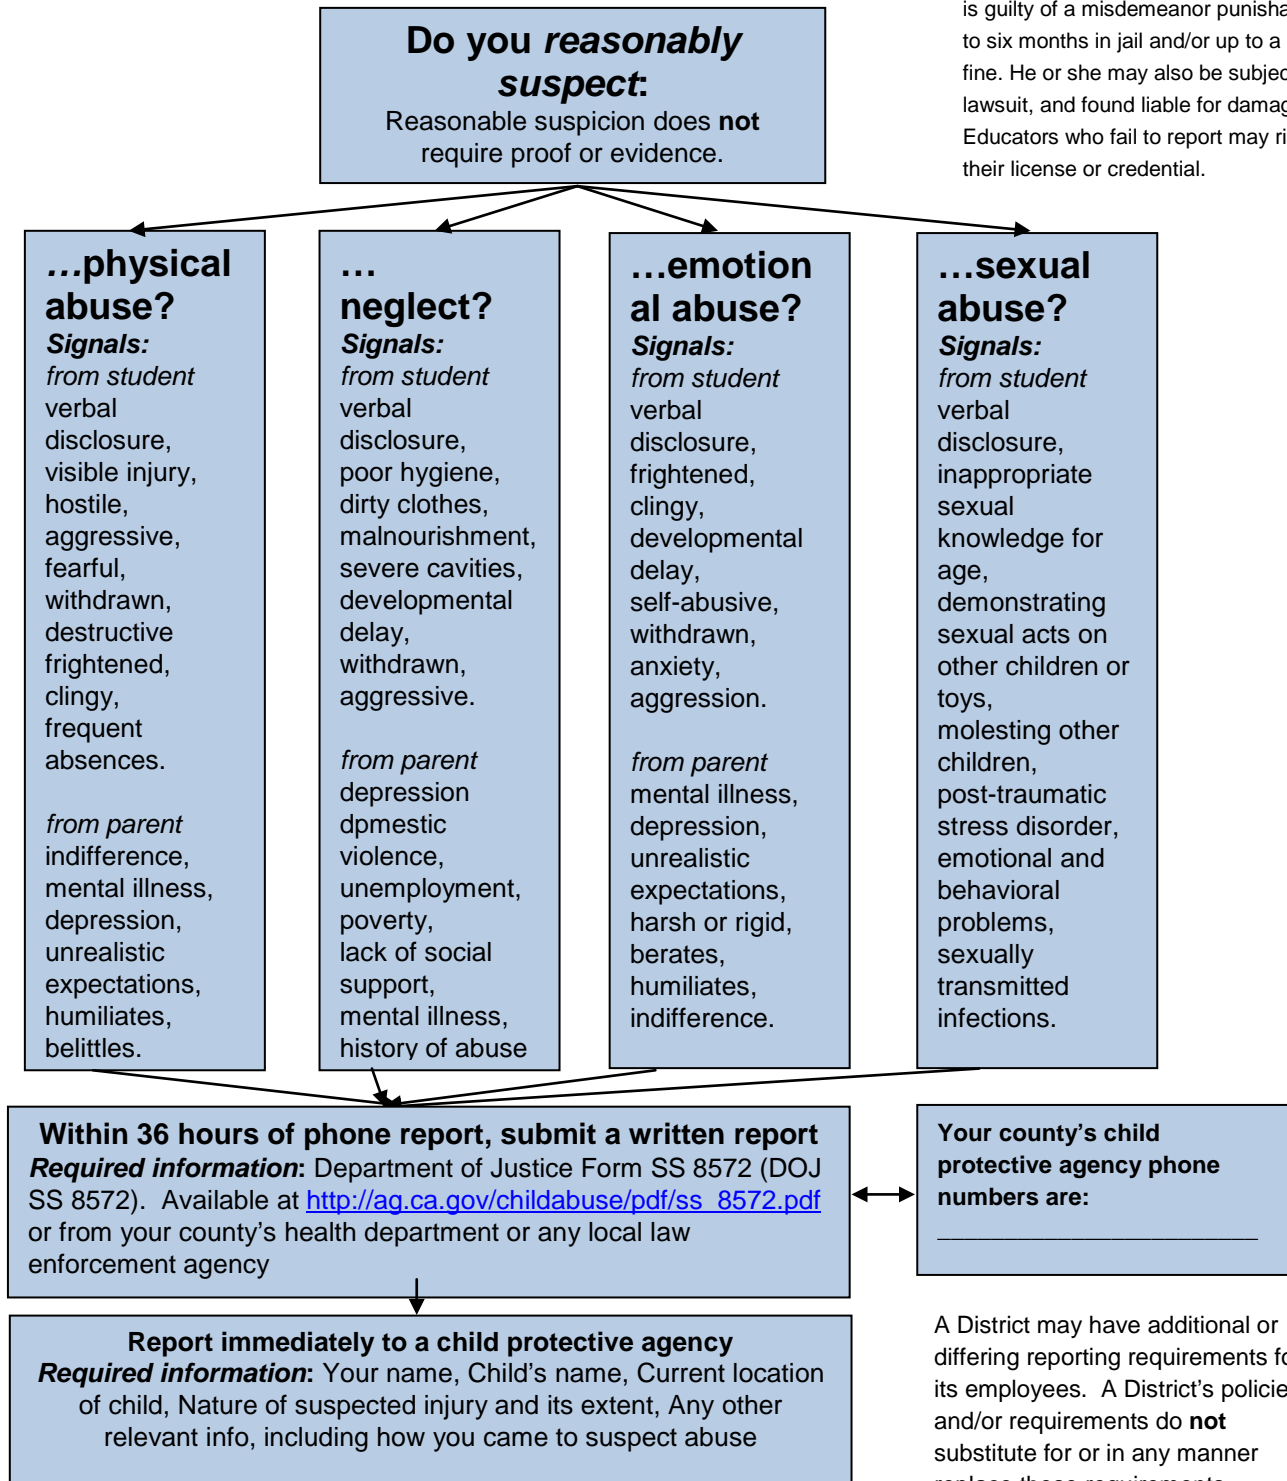 is guilty of a misdemeanor
to six months in jail and/or up to a
fine. He or she may also be
lawsuit, and found liable for
Educators who fail to report may
their license or credential.
Do you reasonably
suspect:
Reasonable suspicion does not
require proof or evidence.
…physical
abuse?
Signals:
from student
verbal
disclosure,
visible injury,
hostile,
aggressive,
fearful,
withdrawn,
destructive
frightened,
clingy,
frequent
absences.
from parent
indifference,
mental illness,
depression,
unrealistic
expectations,
humiliates,
belittles.
…
neglect?
Signals:
from student
verbal
disclosure,
poor hygiene,
dirty clothes,
malnourishment,
severe cavities,
developmental
delay,
withdrawn,
aggressive.
from parent
depression
dpmestic
violence,
unemployment,
poverty,
lack of social
support,
mental illness,
history of abuse
…emotion
al abuse?
Signals:
from student
verbal
disclosure,
frightened,
clingy,
developmental
delay,
self-abusive,
withdrawn,
anxiety,
aggression.
from parent
mental illness,
depression,
unrealistic
expectations,
harsh or rigid,
berates,
humiliates,
indifference.
…sexual
abuse?
Signals:
from student
verbal
disclosure,
inappropriate
sexual
knowledge for
age,
demonstrating
sexual acts on
other children or
toys,
molesting other
children,
post-traumatic
stress disorder,
emotional and
behavioral
problems,
sexually
transmitted
infections.
Within 36 hours of phone report, submit a written report
Required information: Department of Justice Form SS 8572 (DOJ
SS 8572). Available at http://ag.ca.gov/childabuse/pdf/ss_8572.pdf
or from your county's health department or any local law
enforcement agency
Your county's child
protective agency phone
numbers are:
Report immediately to a child protective agency
Required information: Your name, Child's name, Current location
of child, Nature of suspected injury and its extent, Any other
relevant info, including how you came to suspect abuse
A District may have additional or
differing reporting requirements
its employees. A District's
and/or requirements do not
substitute for or in any manner
replace these requirements